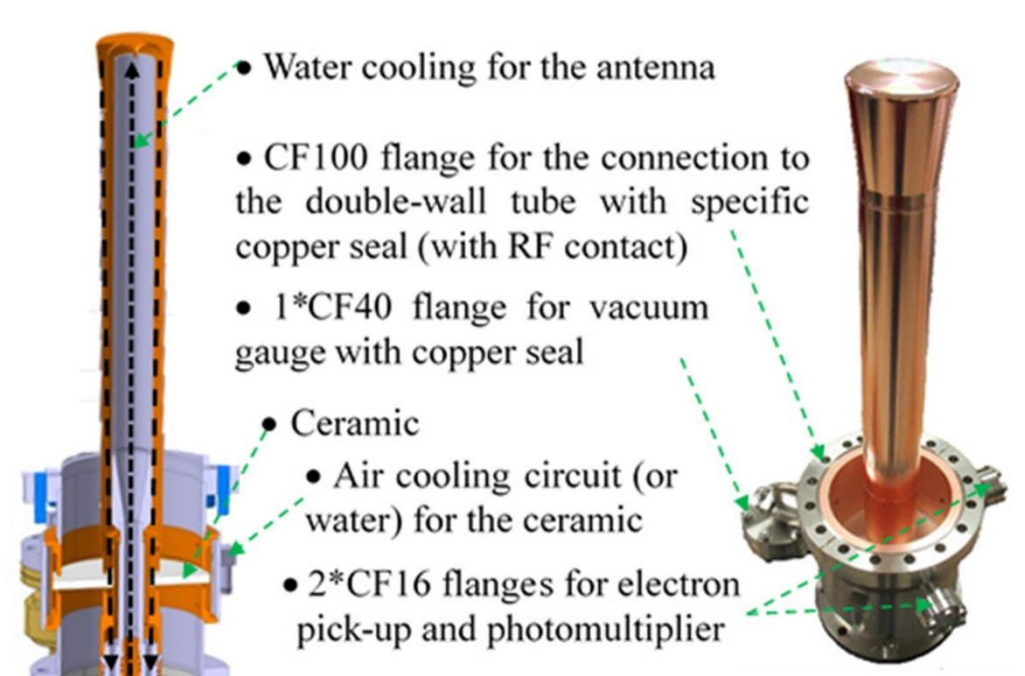 • Water cooling for the antenna
• CF100 flange for the connection to
the double-wall tube with specific
copper seal (with RF contact)
• 1*CF40 flange for vacuum
gauge with copper seal
• Ceramic
• Air cooling circuit (or
water) for the ceramic
• 2*CF16 flanges for electron
pick-up and photomultiplier